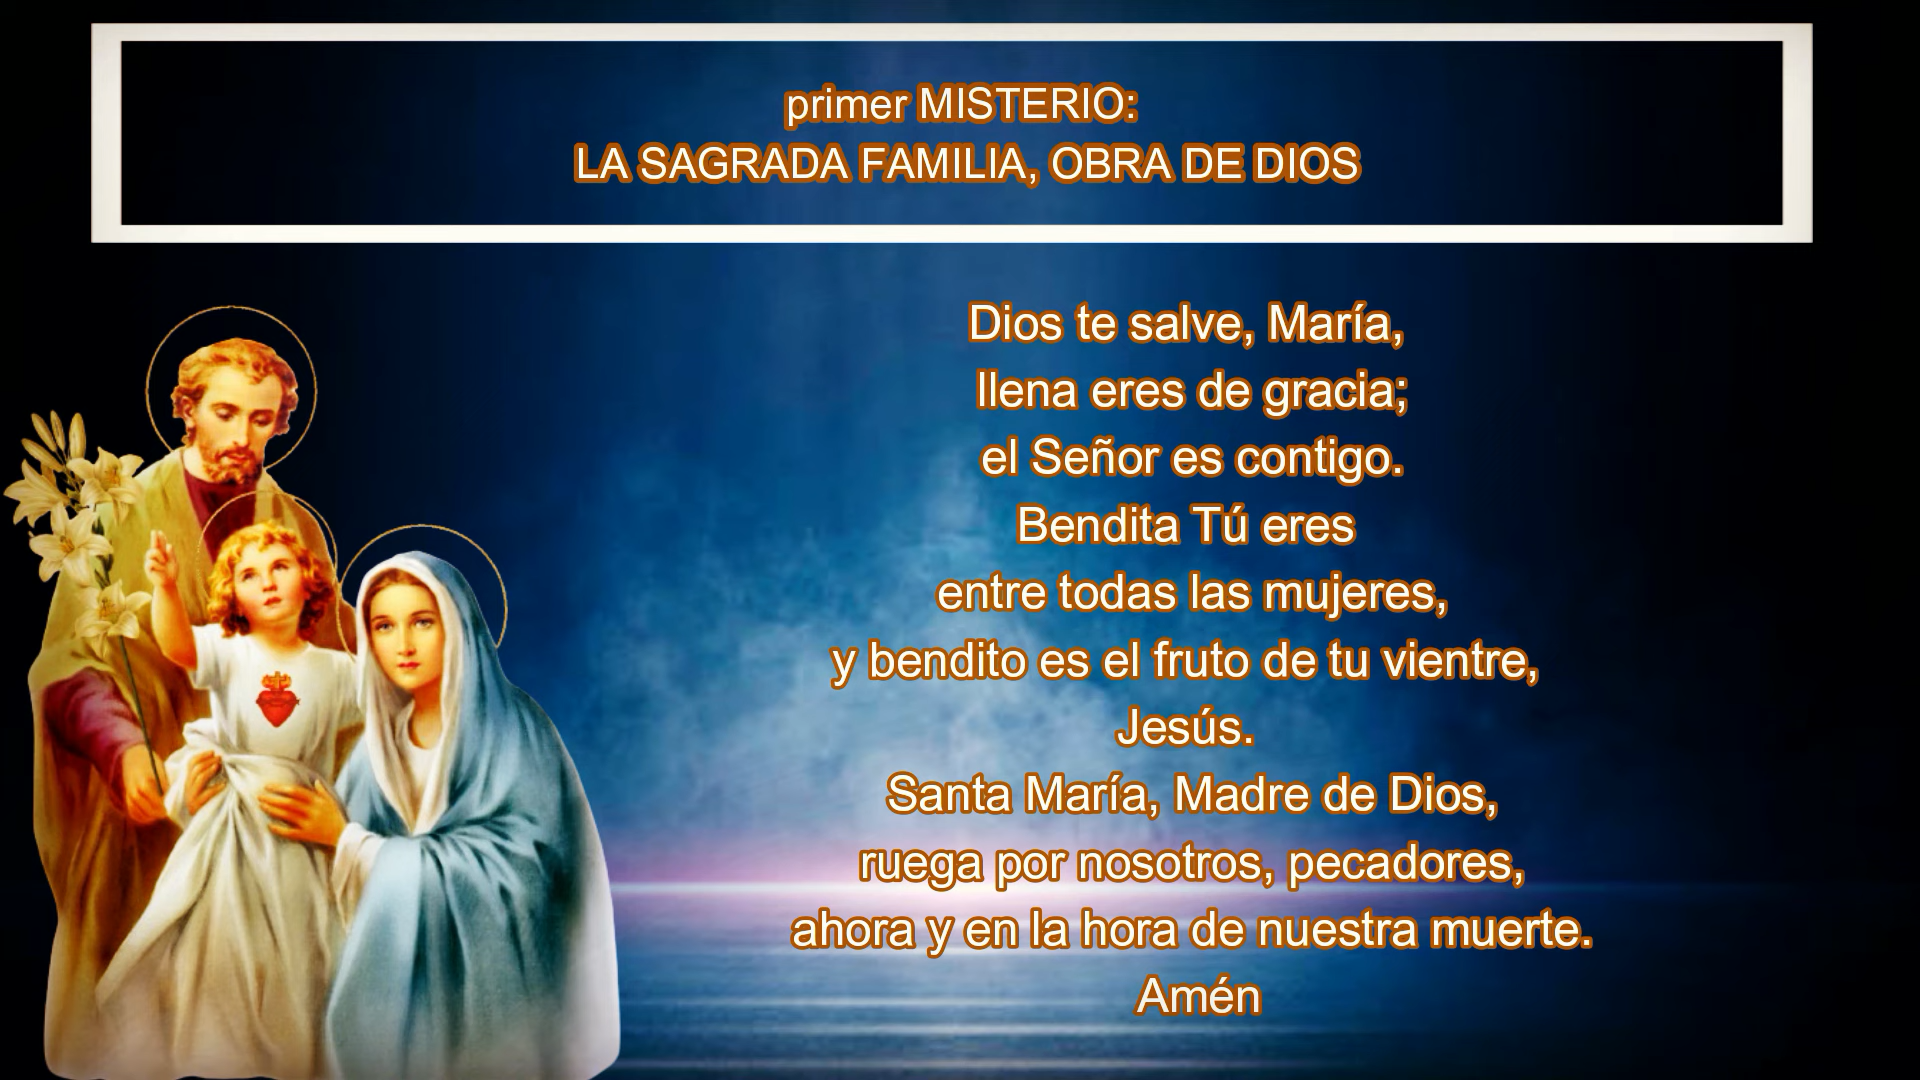 primer MISTERIO:
LA SAGRADA FAMILIA, OBRA DE DIOS
Dios te salve, María,
llena eres de gracia;
el Señor es contigo.
Bendita Tú eres
entre todas las mujeres,
y bendito es el fruto de tu vientre,
Jesús.
Santa María, Madre de Dios,
ruega por nosotros, pecadores,
ahora y en la hora de nuestra muerte.
Amén